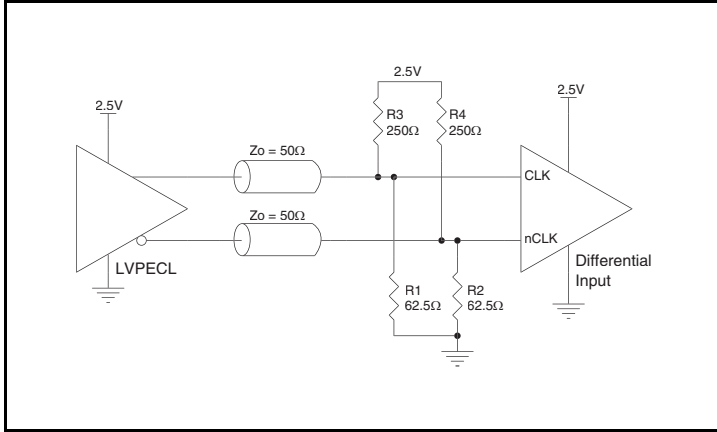 2.5V
2.5V
2.5V
R3
250Ω
R4
250Ω
Zo = 50Ω
CLK
Zo = 50Ω
nCLK
LVPECL
Differential
Input
R1
62.5Ω
R2
62.5Ω